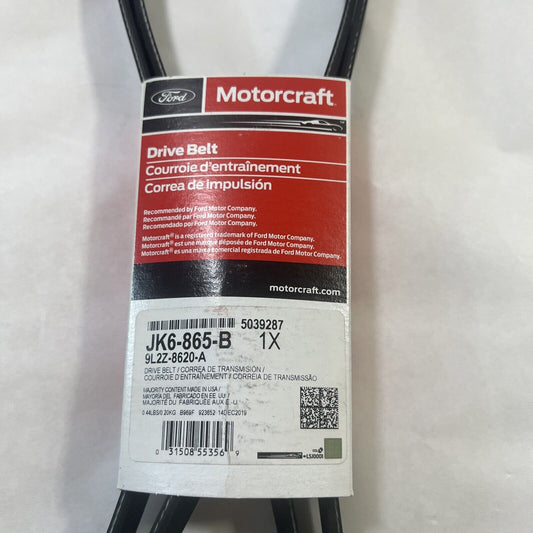 Ford
Motorcraft
Drive Belt
Courroie d'entraînement
Correa de impulsión
Recommended by Ford Motor Company.
Recommandé par Ford Motor Company.
Recomendado por Ford Motor Company.
Motorcraft® is a registered trademark of Ford Motor Company.
Motorcraft® est une marque déposée de Ford Motor Company.
Motorcraft® es una marca comercial registrada de Ford Motor Company.
motorcraft.com
5039287
JK6-865-B 1X
9L2Z-8620-A
DRIVE BELT / CORREA DE TRANSMISION /
COURROIE D'ENTRAÎNEMENT / CORREIA DE TRANSMISSÃO
MAJORITY CONTENT MADE IN USA /
MAYORÍA DEL FABRICADO EN EE. UU /
MAJORITÉ DU FABRIQUÉE AUX É.-U.
0.44LBS/0.20KG B969F 923652 14DEC2019
0 31508 55356 9